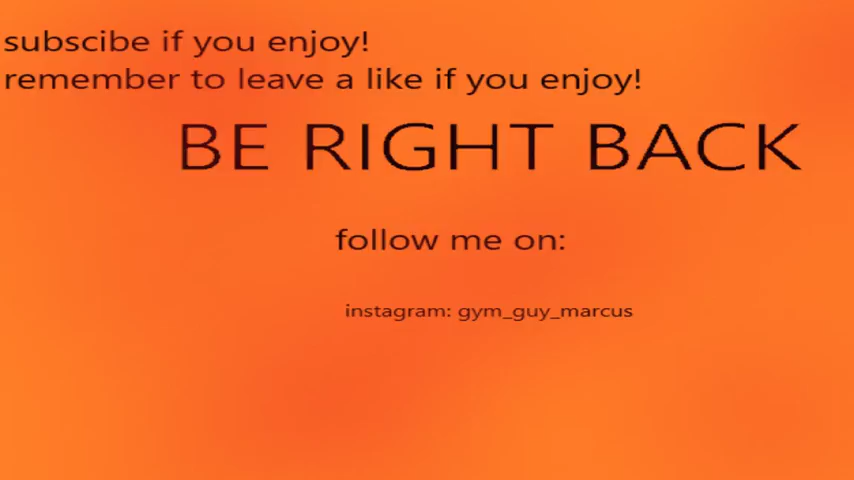 subscibe if you enjoy!
remember to leave a like if you enjoy!
BE RIGHT BACK
follow me on:
instagram: gym_guy_marcus